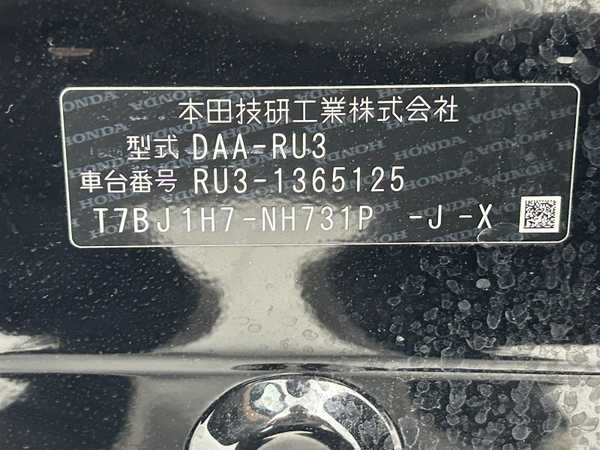 本田技研工業株式会社
型式 DAA-RU3
車台番号 RU3-1365125
T7BJ1H7-NH731P -J-X